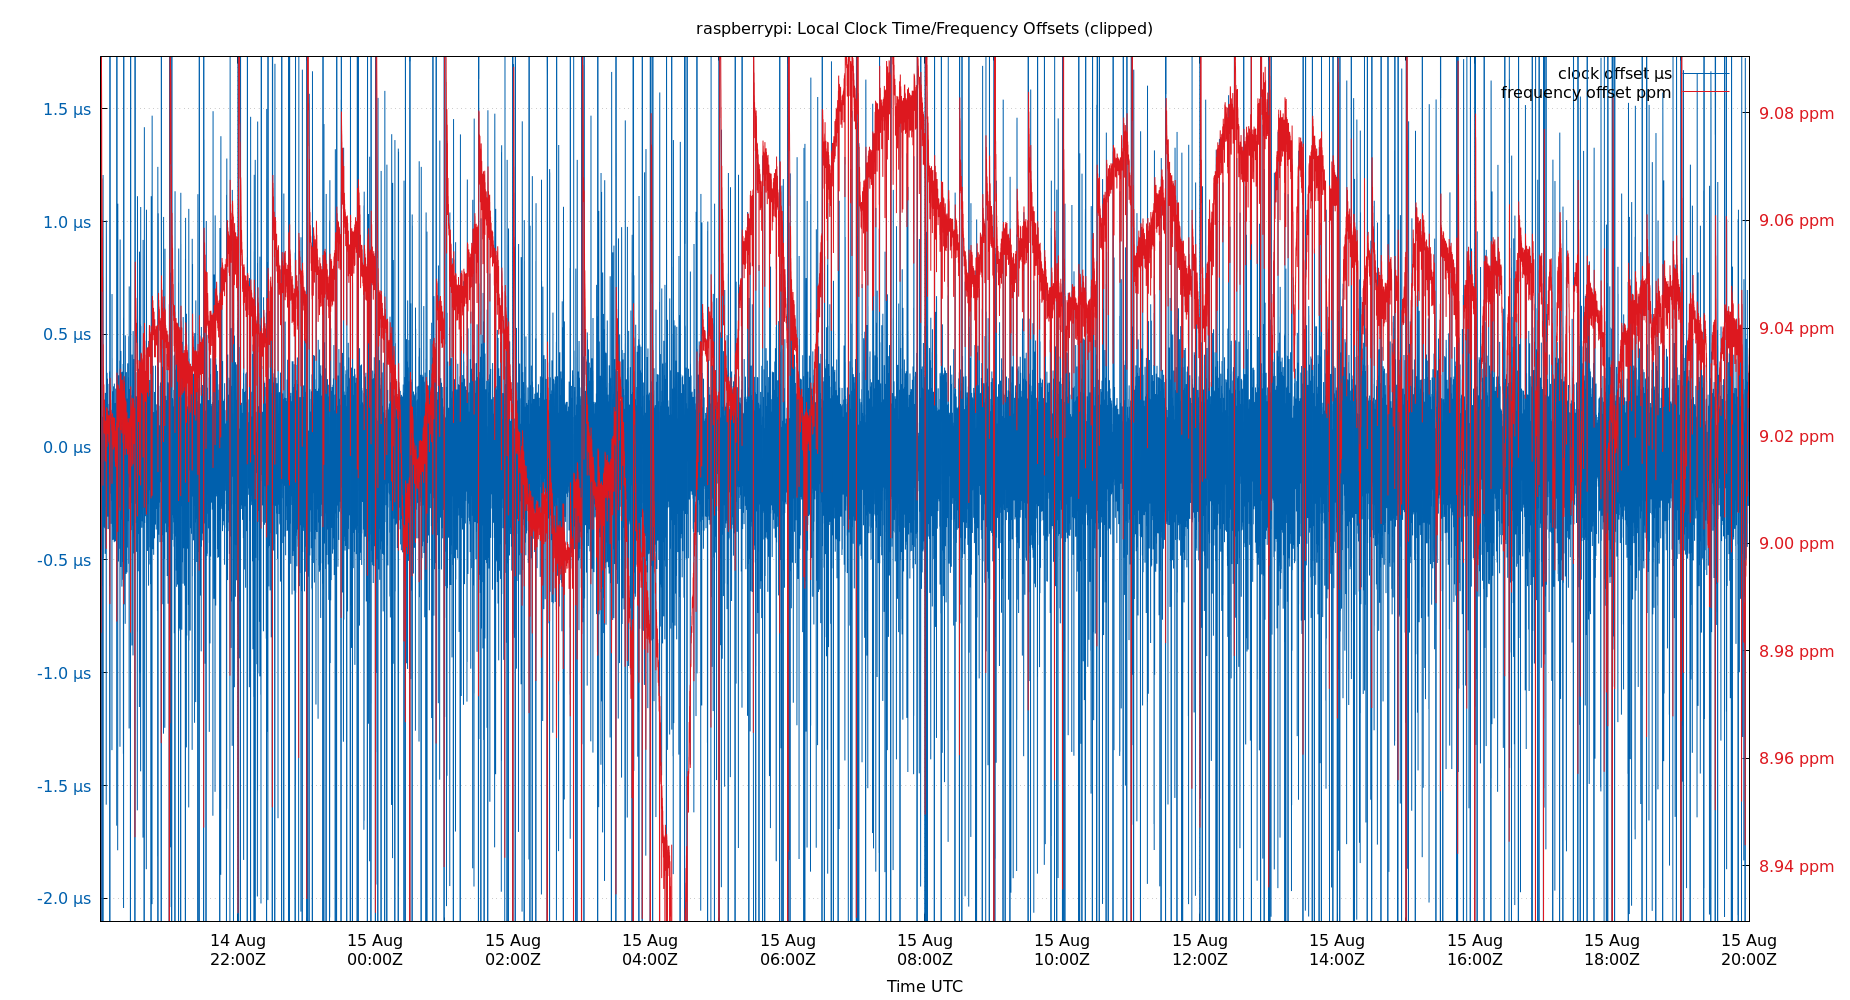 raspberrypi: Local Clock Time/Frequency Offsets (clipped)
clock offset µs
frequency offset ppm
1.5 µs
1.0 µs
0.5 µs
0.0 µs
-0.5 µs
-1.0 µs
-1.5 µs
-2.0 µs
9.08 ppm
9.06 ppm
9.04 ppm
9.02 ppm
9.00 ppm
8.98 ppm
8.96 ppm
8.94 ppm
14 Aug
22:00Z
15 Aug
00:00Z
15 Aug
02:00Z
15 Aug
04:00Z
15 Aug
06:00Z
15 Aug
08:00Z
15 Aug
10:00Z
15 Aug
12:00Z
15 Aug
14:00Z
15 Aug
16:00Z
15 Aug
18:00Z
15 Aug
20:00Z
Time UTC